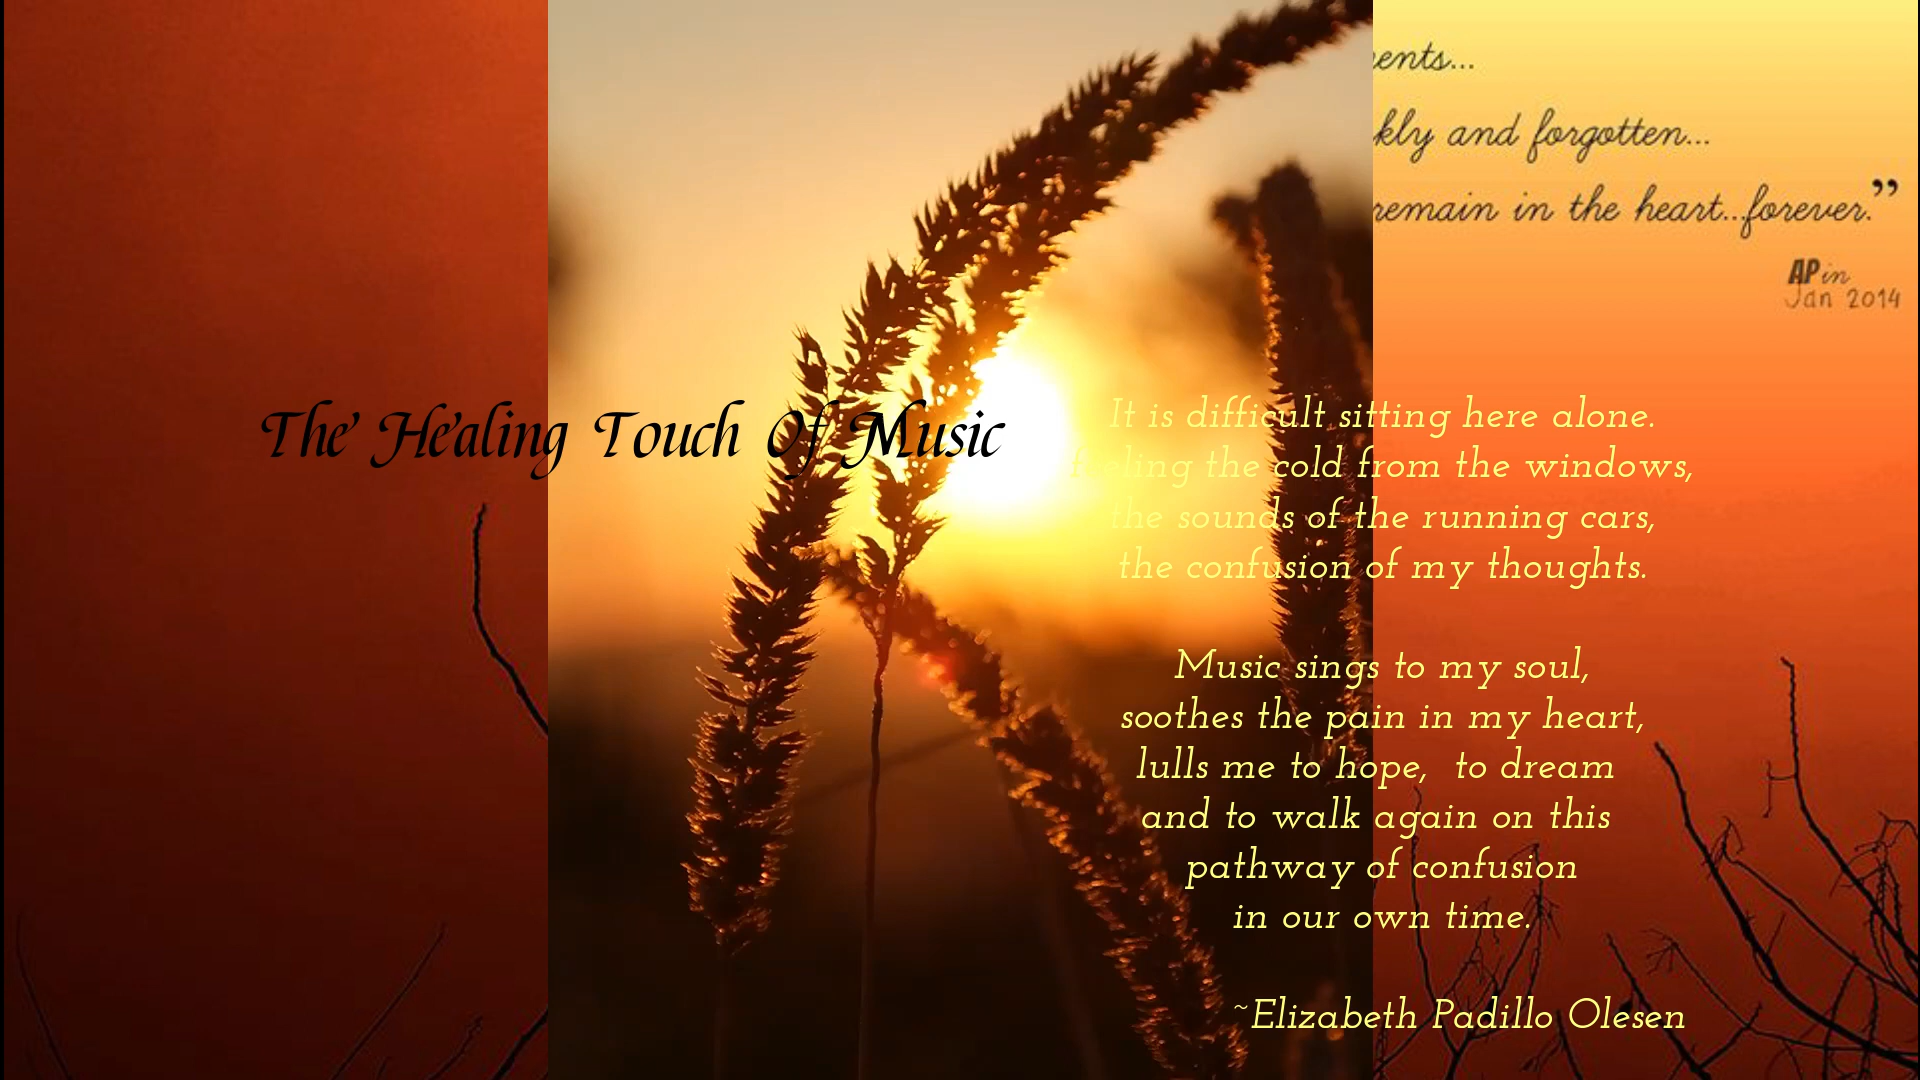 kly and forgotten...
remain in the heart...forever.”
AP in
Jan 2014
The Healing Touch Of Music
It is difficult sitting here alone.
feeling the cold from the windows,
the sounds of the running cars,
the confusion of my thoughts.
Music sings to my soul,
soothes the pain in my heart,
lulls me to hope, to dream
and to walk again on this
pathway of confusion
in our own time.
~Elizabeth Padillo Olesen